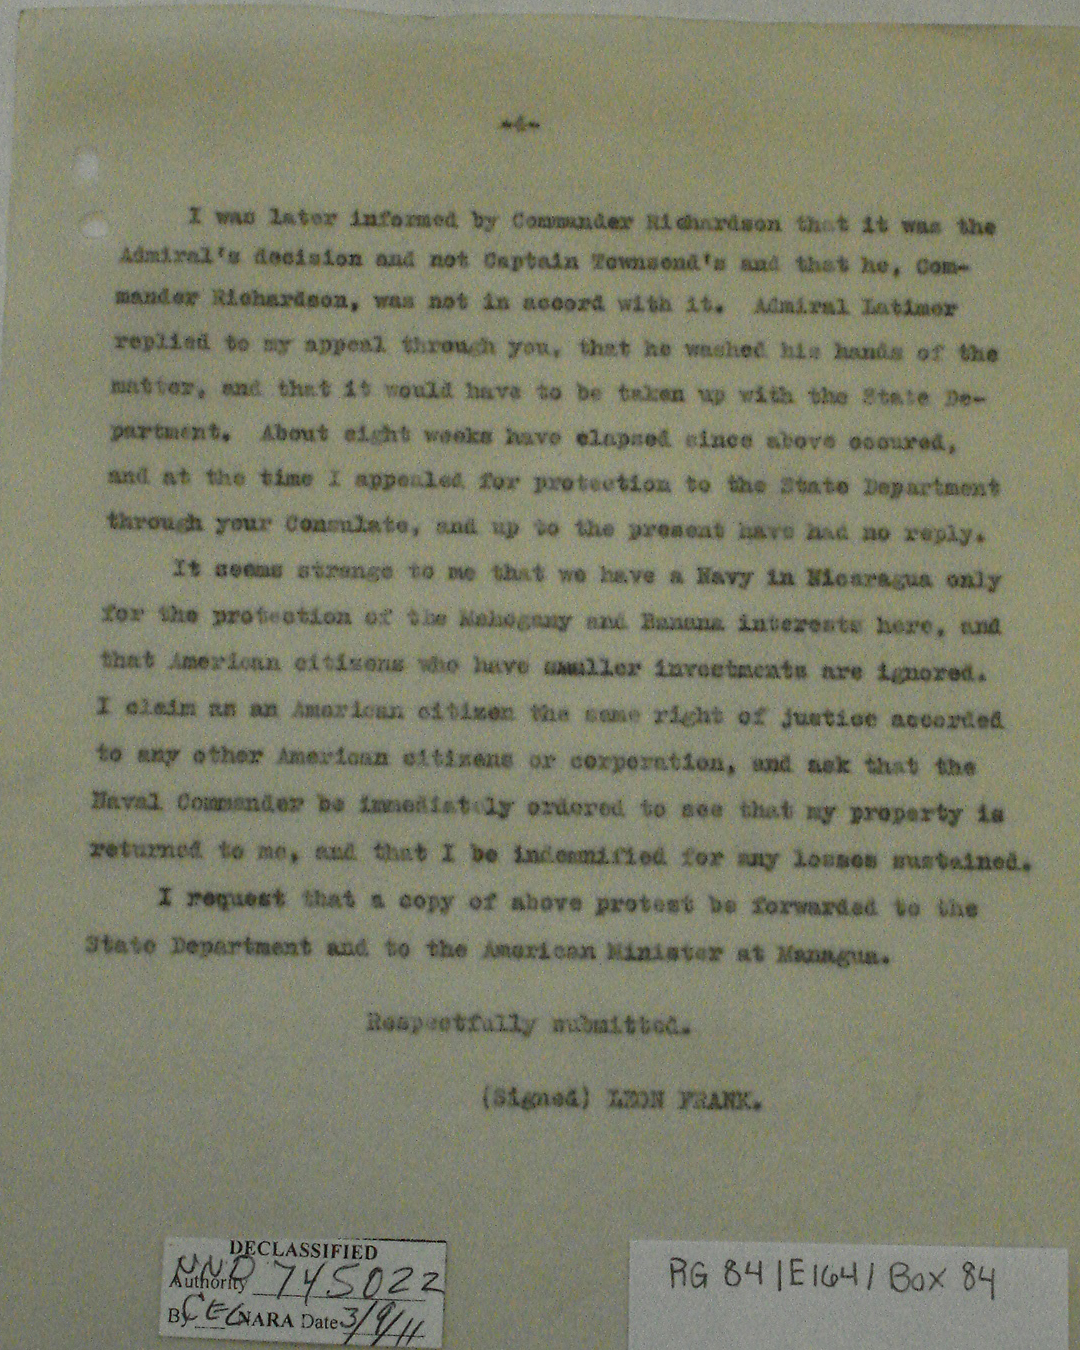 -4-
I was later informed by Commander Richardson that it was the
Admiral's decision and not Captain Townsend's and that he, Com-
mander Richardson, was not in accord with it. Admiral Latimer
replied to my appeal through you, that he washed his hands of the
matter, and that it would have to be taken up with the State De-
partment. About eight weeks have elapsed since above occured,
and at the time I appealed for protection to the State Department
through your Consulate, and up to the present have had no reply.
It seems strange to me that we have a Navy in Nicaragua only
for the protection of the Mahogany and Banana interests here, and
that American citizens who have smaller investments are ignored.
I claim as an American citizen the same right of justice accorded
to any other American citizens or corporation, and ask that the
Naval Commander be immediately ordered to see that my property is
returned to me, and that I be indemnified for any losses sustained.
I request that a copy of above protest be forwarded to the
State Department and to the American Minister at Managua.
Respectfully submitted.
(Signed) LEON FRANK.
DECLASSIFIED
Authority NND 745022
By CEG NARA Date 3/9/11
RG 84 | E164 | Box 84